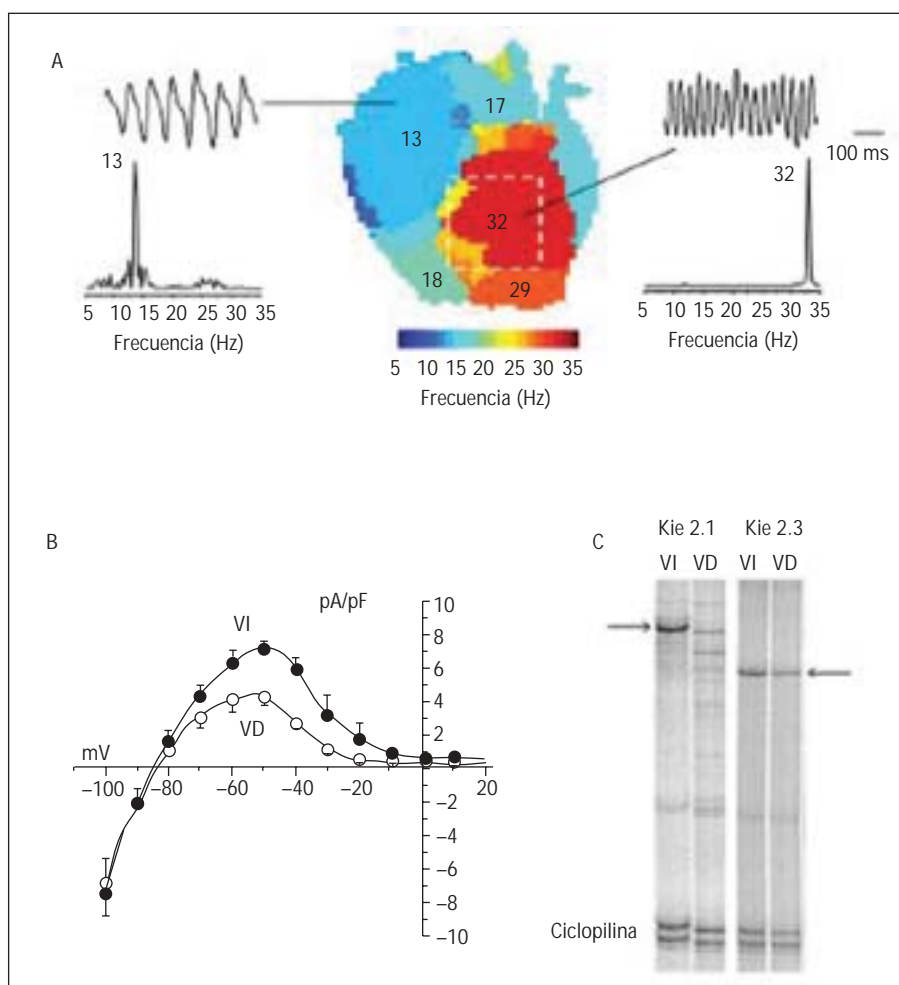 A
13
17
13
32
18
29
100 ms
32
5 10 15 20 25 30 35
Frecuencia (Hz)
5 10 15 20 25 30 35
Frecuencia (Hz)
5 10 15 20 25 30 35
Frecuencia (Hz)
B
pA/pF
10
8
6
4
2
VI
VD
mV
–100 –80 –60 –40 –20 20
–2
–4
–6
–8
–10
C
Kie 2.1 Kie 2.3
VI VD VI VD
Ciclopilina